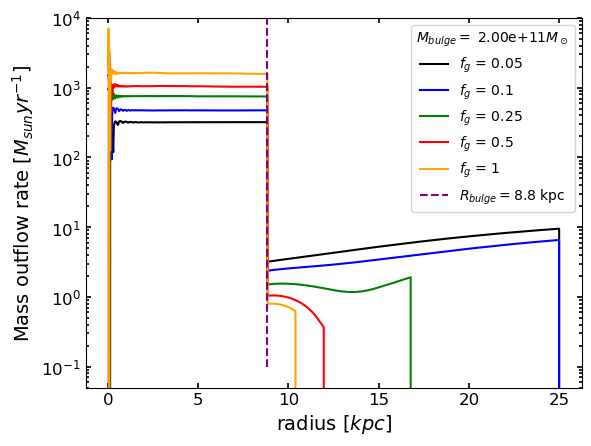 M_bulge = 2.00e+11M_⊙
f_g = 0.05
f_g = 0.1
f_g = 0.25
f_g = 0.5
f_g = 1
R_bulge = 8.8 kpc
Mass outflow rate [M_sun yr^-1]
10^4
10^3
10^2
10^1
10^0
10^-1
0 5 10 15 20 25
radius [kpc]